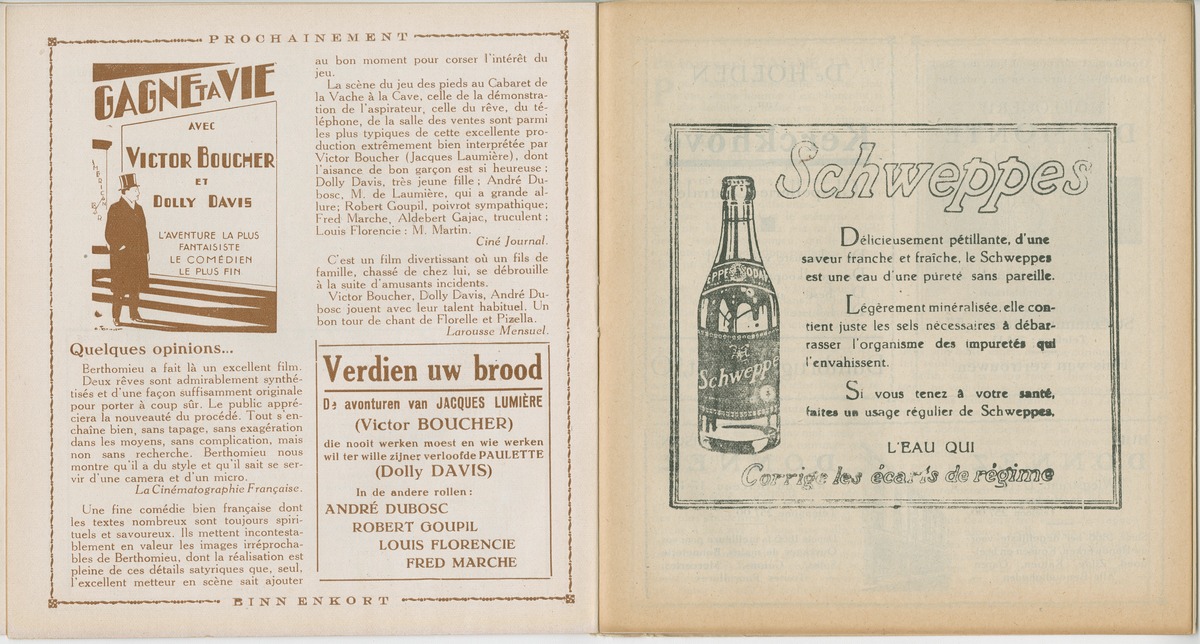 PROCHAINEMENT
GAGNE TA VIE
AVEC
VICTOR BOUCHER
ET
DOLLY DAVIS
L'AVENTURE LA PLUS
FANTAISISTE
LE COMÉDIEN
LE PLUS FIN
Quelques opinions...
Berthomieu a fait là un excellent film.
Deux rêves sont admirablement synthé-
tisés et d'une façon suffisamment originale
pour porter à coup sûr. Le public appré-
ciera la nouveauté du procédé. Tout s'en-
chaîne bien, sans tapage, sans exagération
dans les moyens, sans complication, mais
non sans recherche. Berthomieu nous
montre qu'il a du style et qu'il sait se ser-
vir d'une camera et d'un micro.
La Cinématographie Française.
Une fine comédie bien française dont
les textes nombreux sont toujours spiri-
tuels et savoureux. Ils mettent incontesta-
blement en valeur les images irréprocha-
bles de Berthomieu, dont la réalisation est
pleine de ces détails satyriques que, seul,
l'excellent metteur en scène sait ajouter
au bon moment pour corser l'intérêt du
jeu.
La scène du jeu des pieds au Cabaret de
la Vache à la Cave, celle de la démonstra-
tion de l'aspirateur, celle du rêve, du té-
léphone, de la salle des ventes sont parmi
les plus typiques de cette excellente pro-
duction extrêmement bien interprétée par
Victor Boucher (Jacques Laumière), dont
l'aisance de bon garçon est si heureuse ;
Dolly Davis, très jeune fille ; André Du-
bosc, M. de Laumière, qui a grande al-
lure; Robert Goupil, poivrot sympathique;
Fred Marche, Aldebert Gajac, truculent ;
Louis Florencie : M. Martin.
Ciné Journal.
C'est un film divertissant où un fils de
famille, chassé de chez lui, se débrouille
à la suite d'amusants incidents.
Victor Boucher, Dolly Davis, André Du-
bosc jouent avec leur talent habituel. Un
bon tour de chant de Florelle et Pizella.
Larousse Mensuel.
Verdien uw brood
De avonturen van JACQUES LUMIÈRE
(Victor BOUCHER)
die nooit werken moest en wie werken
wil ter wille zijner verloofde PAULETTE
(Dolly DAVIS)
In de andere rollen :
ANDRÉ DUBOSC
ROBERT GOUPIL
LOUIS FLORENCIE
FRED MARCHE
BINNENKORT
Schweppes
Délicieusement pétillante, d'une
saveur franche et fraîche, le Schweppes
est une eau d'une pureté sans pareille.
Légèrement minéralisée, elle con-
tient juste les sels nécessaires à débar-
rasser l'organisme des impuretés qui
l'envahissent.
Si vous tenez à votre santé,
faites un usage régulier de Schweppes,
L'EAU QUI
Corrige les écarts de régime
PPE SODA
Schweppe